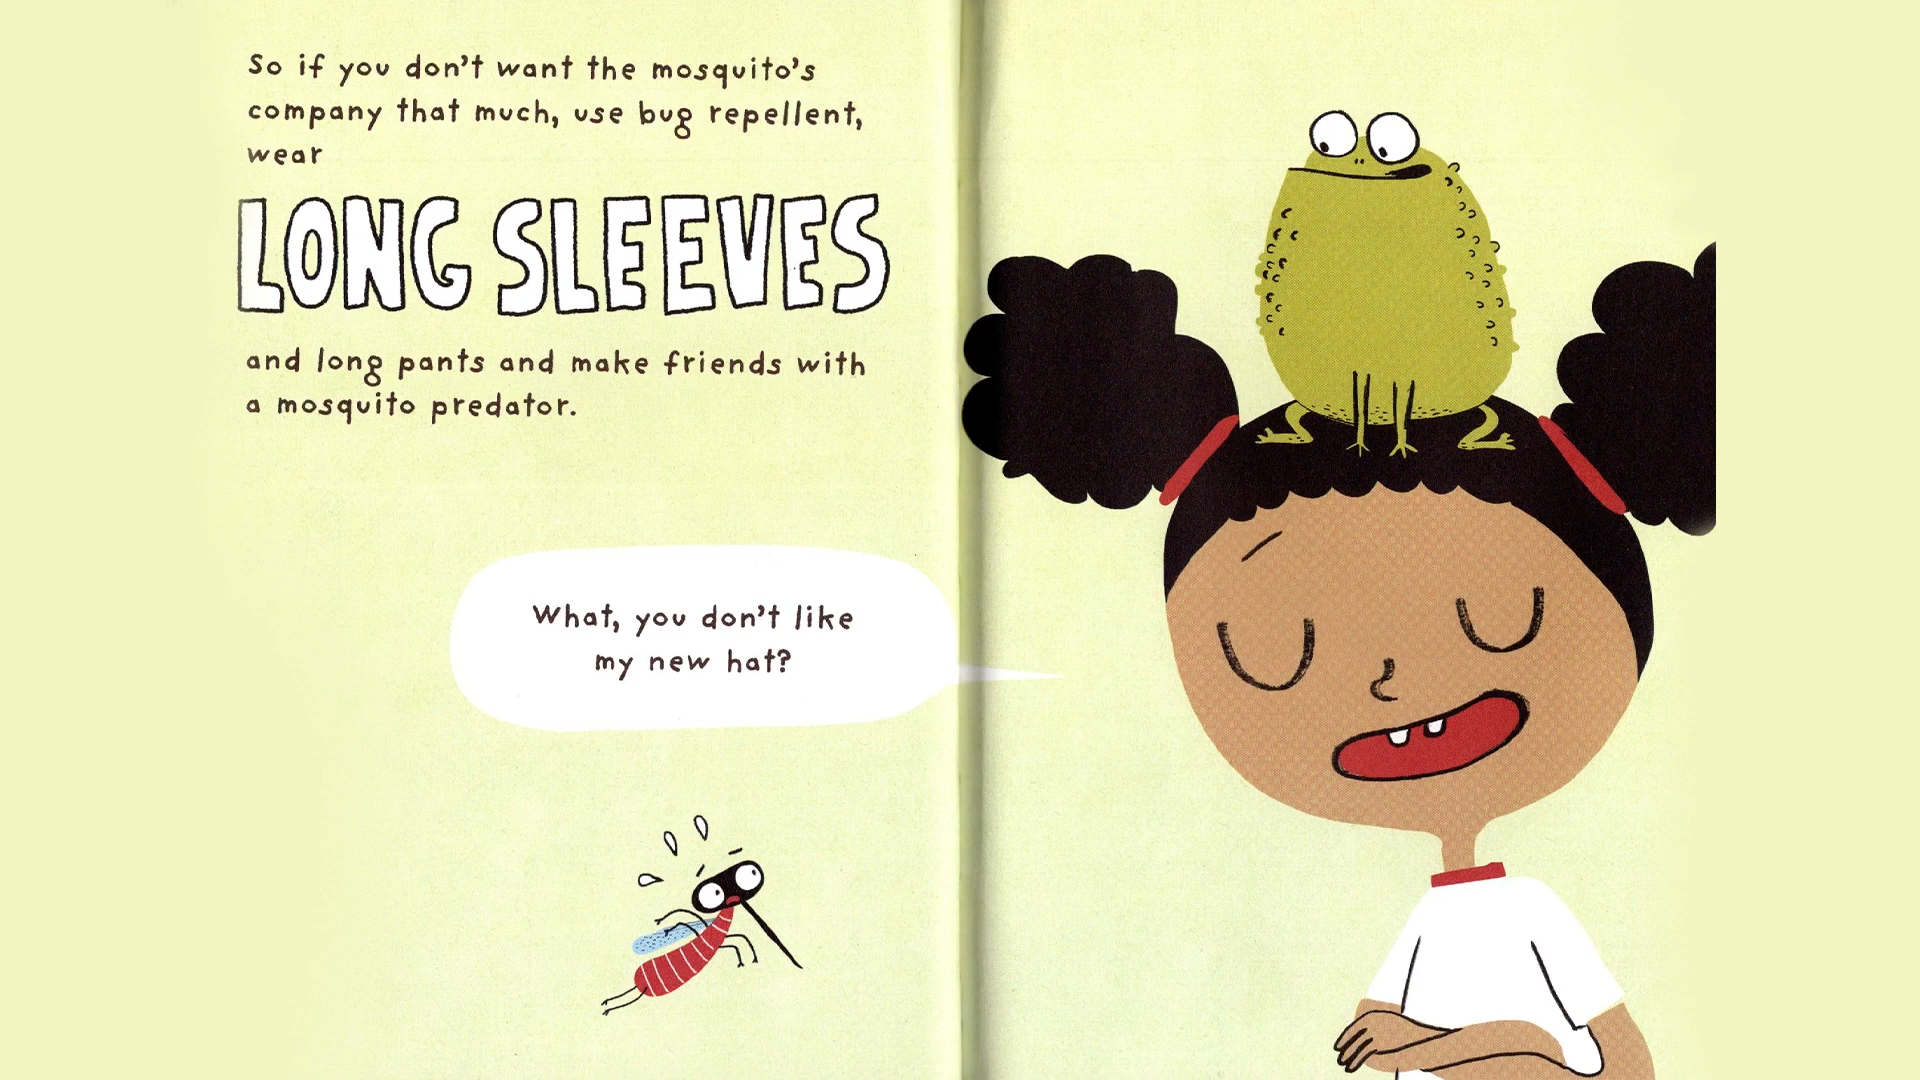 So if you don't want the mosquito's
company that much, use bug repellent,
wear
LONG SLEEVES
and long pants and make friends with
a mosquito predator.
What, you don't like
my new hat?